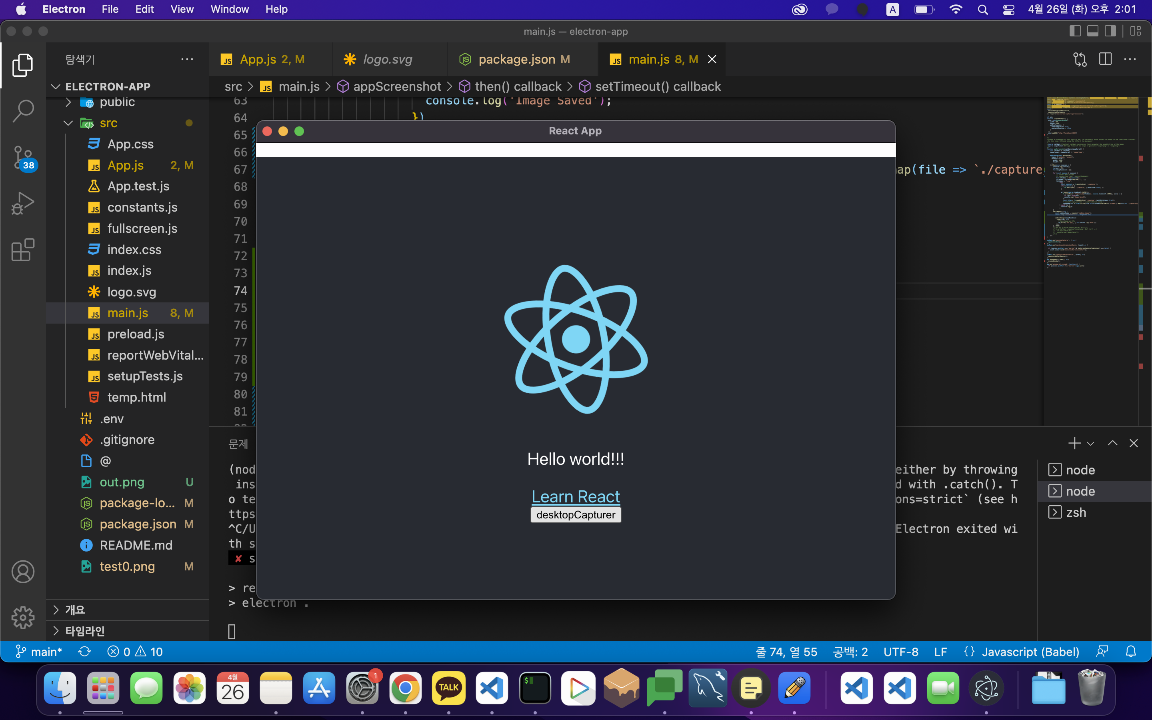 Electron File Edit View Window Help
A
4월 26일 (화) 오후 2:01
main.js — electron-app
탐색기
App.js 2, M
logo.svg
package.json M
main.js 8, M
src > main.js > appScreenshot > then() callback > setTimeout() callback
ELECTRON-APP
public
src
App.css
App.js 2, M
App.test.js
constants.js
fullscreen.js
index.css
index.js
logo.svg
main.js 8, M
preload.js
reportWebVital...
setupTests.js
temp.html
.env
.gitignore
@
out.png U
package-lo... M
package.json M
README.md
test0.png M
개요
타임라인
38
63 console.log('Image Saved');
64 })
65
66
67 ap(file => `./capture
68
69
70
71
72
73
74
75
76
77
78
79
80
81
React App
Hello world!!!
Learn React
desktopCapturer
문제
(nod either by throwing
ins d with .catch(). T
o te ons=strict` (see h
ttps
^C/U Electron exited wi
th s
✘ s
> re
> electron .
node
node
zsh
main* 0 10
줄 74, 열 55 공백: 2 UTF-8 LF {} Javascript (Babel)
4월
26
1
TALK
$